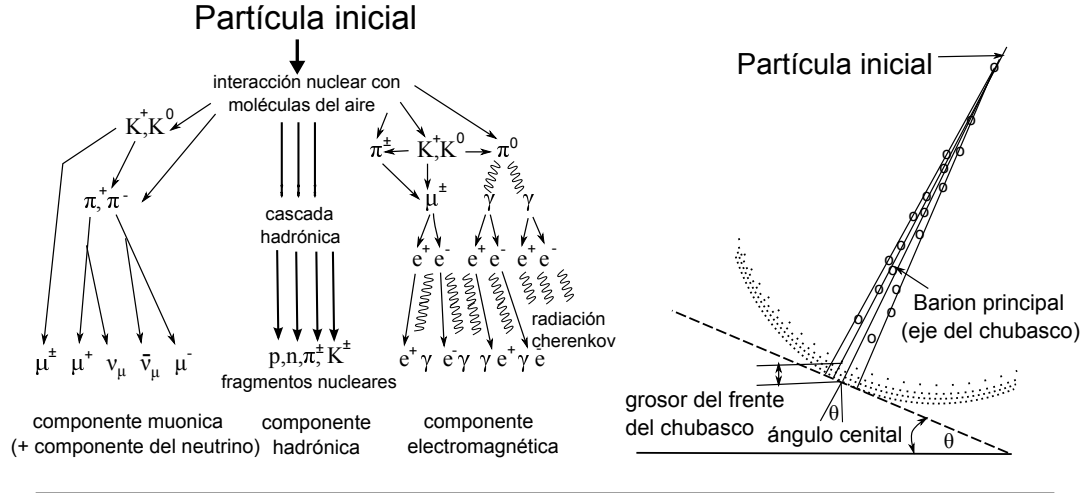 Partícula inicial
interacción nuclear con
moléculas del aire
K⁺,K⁰
π⁺,π⁻
π± K⁺,K⁰ π⁰
μ± γ γ
cascada
hadrónica
e⁺ e⁻ e⁺ e⁻ e⁺ e⁻
radiación
cherenkov
μ± μ⁺ νμ ν̄μ μ⁻
p,n,π±,K±
e⁺ γ e⁻γ γ e⁺ γ e⁻
fragmentos nucleares
componente muonica
(+ componente del neutrino)
componente
hadrónica
componente
electromagnética
Partícula inicial
Barion principal
(eje del chubasco)
grosor del frente
del chubasco
θ
ángulo cenital
θ